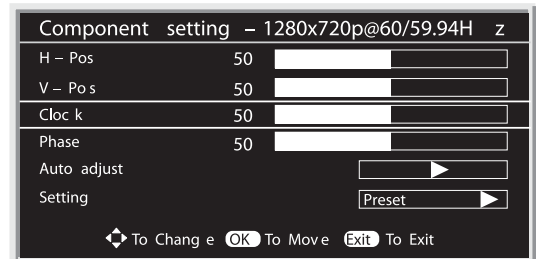 Component setting – 1280x720p@60/59.94H z
H – Pos 50
V – Po s 50
Cloc k 50
Phase 50
Auto adjust
Setting Preset
To Chang e OK To Mov e Exit To Exit